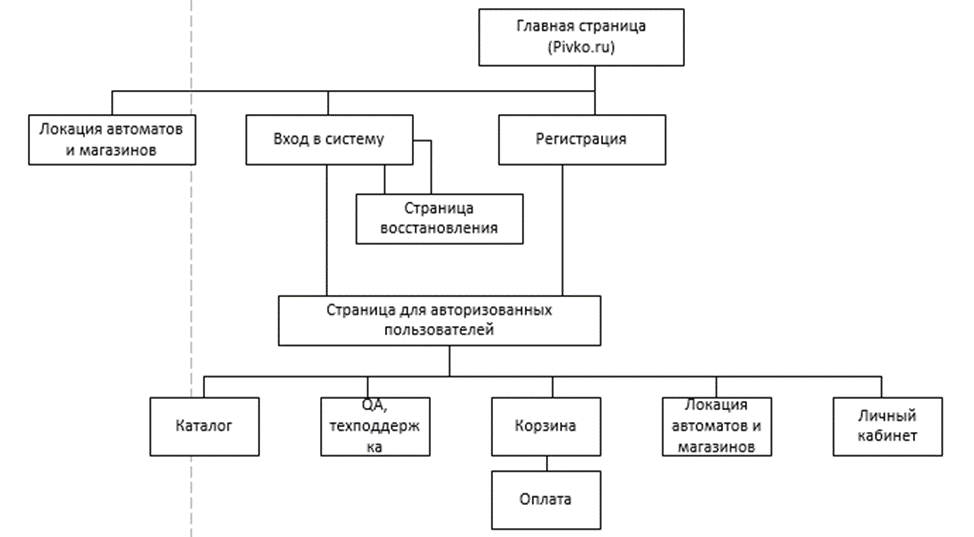 Главная страница
(Pivko.ru)
Локация автоматов
и магазинов
Вход в систему
Регистрация
Страница
восстановления
Страница для авторизованных
пользователей
Каталог
QA,
техподдерж
ка
Корзина
Локация
автоматов и
магазинов
Личный
кабинет
Оплата